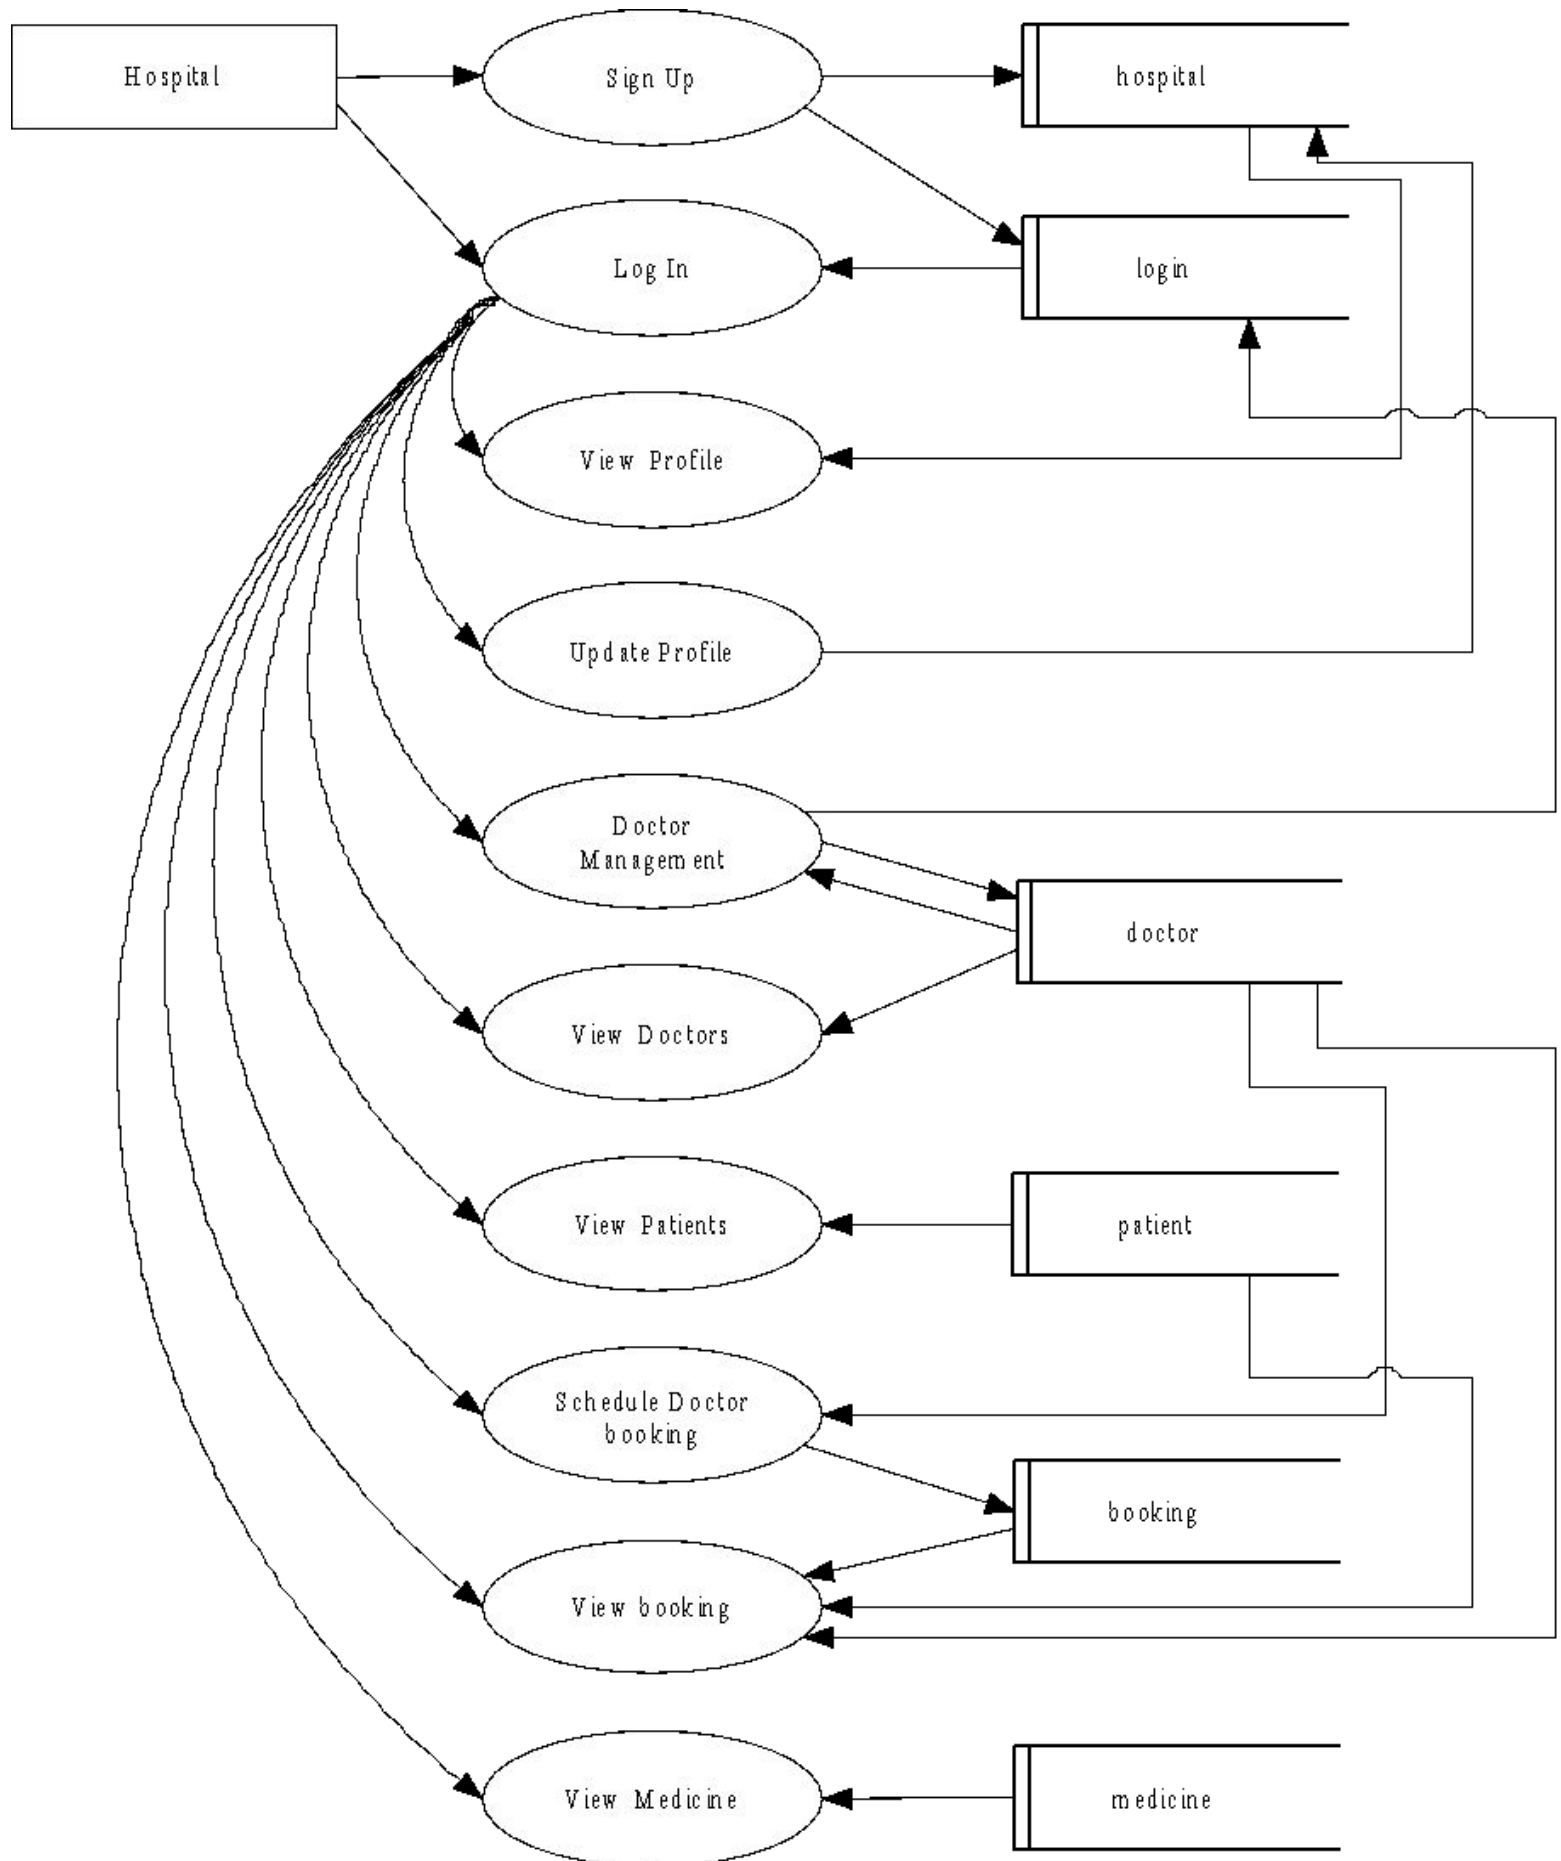 Hospital
Sign Up
hospital
Log In
login
View Profile
Update Profile
Doctor
Management
doctor
View Doctors
View Patients
patient
Schedule Doctor
booking
booking
View booking
View Medicine
medicine